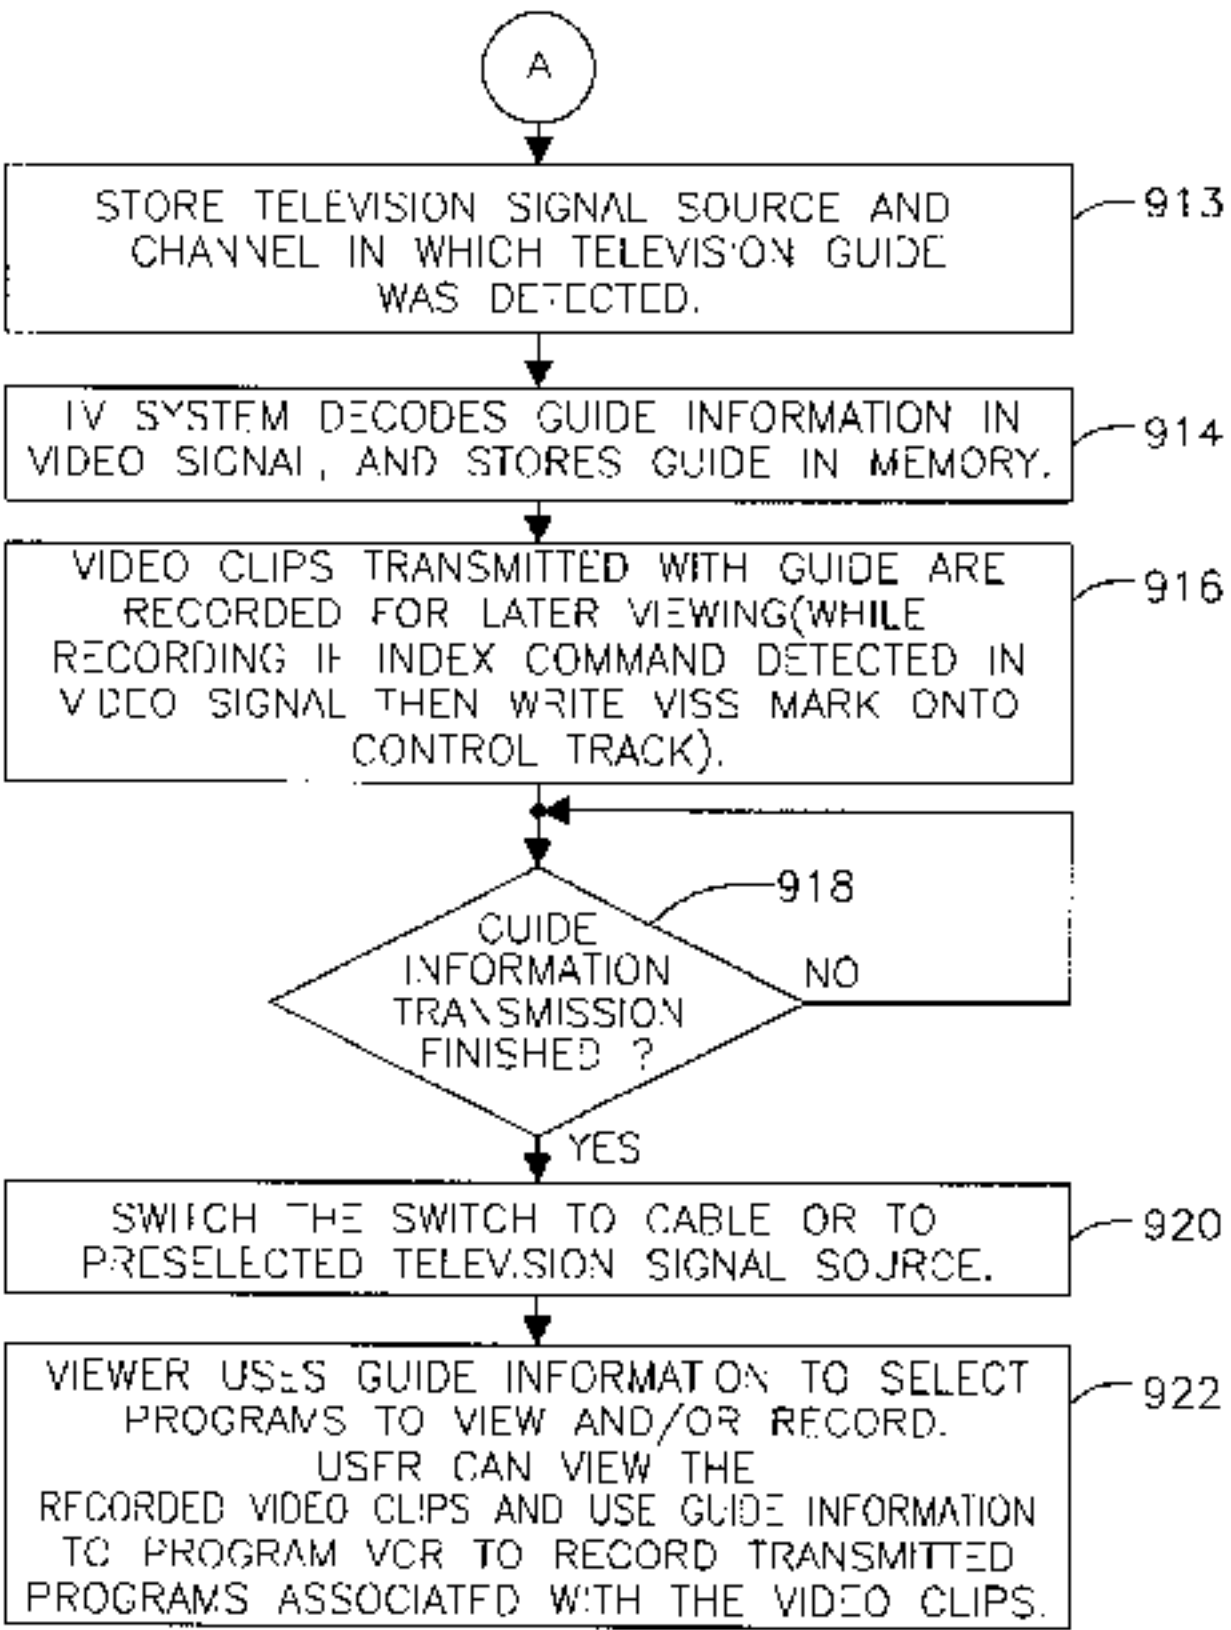 A
STORE TELEVISION SIGNAL SOURCE AND
CHANNEL IN WHICH TELEVISION GUIDE
WAS DETECTED.
913
TV SYSTEM DECODES GUIDE INFORMATION IN
VIDEO SIGNAL, AND STORES GUIDE IN MEMORY.
914
VIDEO CLIPS TRANSMITTED WITH GUIDE ARE
RECORDED FOR LATER VIEWING(WHILE
RECORDING IF INDEX COMMAND DETECTED IN
VIDEO SIGNAL THEN WRITE VISS MARK ONTO
CONTROL TRACK).
916
918
GUIDE
INFORMATION
TRANSMISSION
FINISHED ?
NO
YES
SWITCH THE SWITCH TO CABLE OR TO
PRESELECTED TELEVISION SIGNAL SOURCE.
920
VIEWER USES GUIDE INFORMATION TO SELECT
PROGRAMS TO VIEW AND/OR RECORD.
USER CAN VIEW THE
RECORDED VIDEO CLIPS AND USE GUIDE INFORMATION
TO PROGRAM VCR TO RECORD TRANSMITTED
PROGRAMS ASSOCIATED WITH THE VIDEO CLIPS.
922